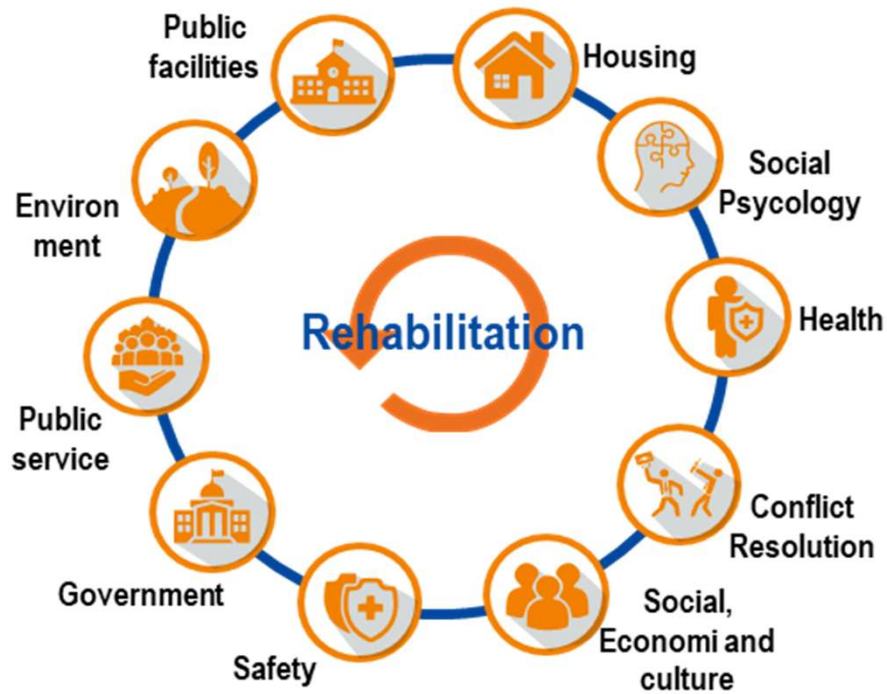 Public
facilities
Housing
Social
Psycology
Health
Conflict
Resolution
Social,
Economi and
culture
Safety
Government
Public
service
Environ
ment
Rehabilitation